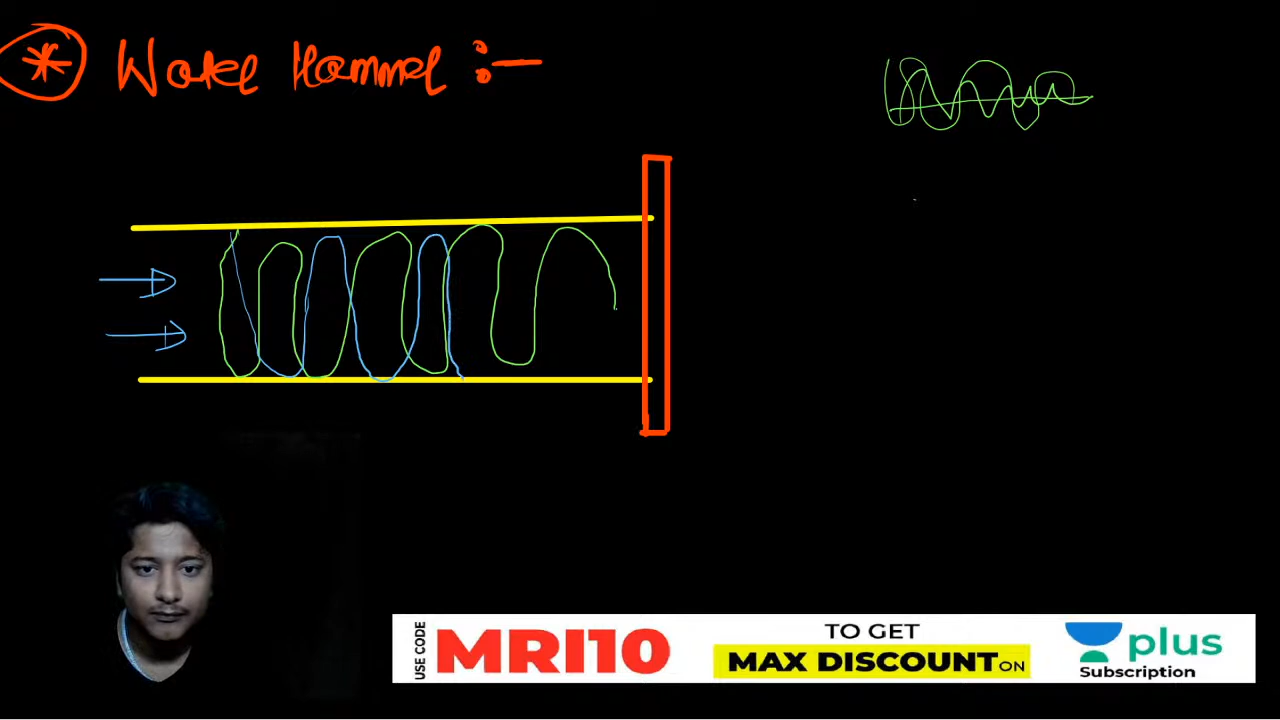 * Water Hammer :-
USE CODE
MRI10
TO GET
MAX DISCOUNT ON
plus
Subscription